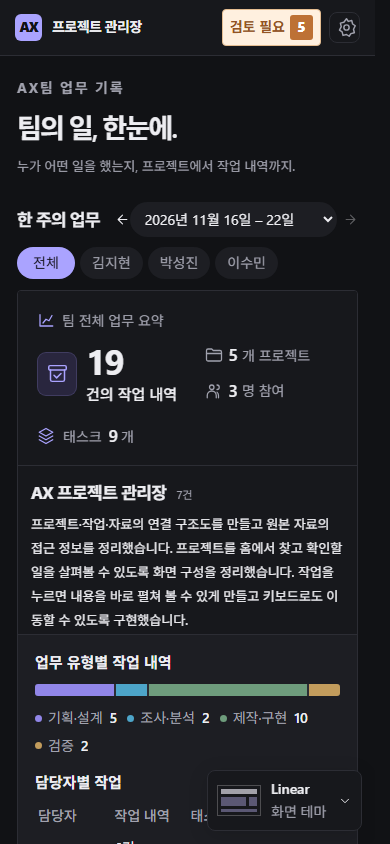 AX 프로젝트 관리장
검토 필요 5
AX팀 업무 기록
팀의 일, 한눈에.
누가 어떤 일을 했는지, 프로젝트에서 작업 내역까지.
한 주의 업무 ← 2026년 11월 16일 – 22일 →
전체 김지현 박성진 이수민
팀 전체 업무 요약
19
건의 작업 내역
5 개 프로젝트
3 명 참여
태스크 9 개
AX 프로젝트 관리장 7건
프로젝트·작업·자료의 연결 구조도를 만들고 원본 자료의
접근 정보를 정리했습니다. 프로젝트를 홈에서 찾고 확인할
일을 살펴볼 수 있도록 화면 구성을 정리했습니다. 작업을
누르면 내용을 바로 펼쳐 볼 수 있게 만들고 키보드로도 이
동할 수 있도록 구현했습니다.
업무 유형별 작업 내역
기획·설계 5 조사·분석 2 제작·구현 10
검증 2
담당자별 작업
담당자 작업 내역
Linear
화면 테마